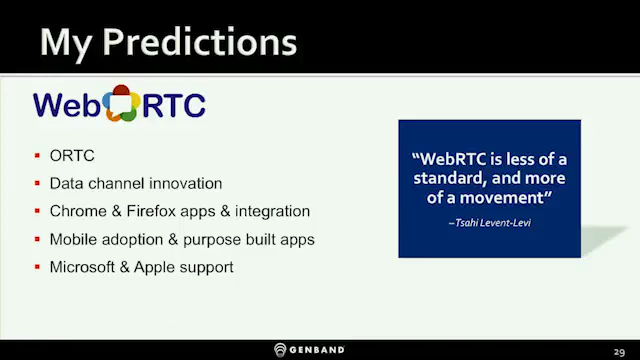 My Predictions
Web RTC
ORTC
Data channel innovation
Chrome & Firefox apps & integration
Mobile adoption & purpose built apps
Microsoft & Apple support
“WebRTC is less of a
standard, and more
of a movement”
– Tsahi Levent-Levi
GENBAND
29